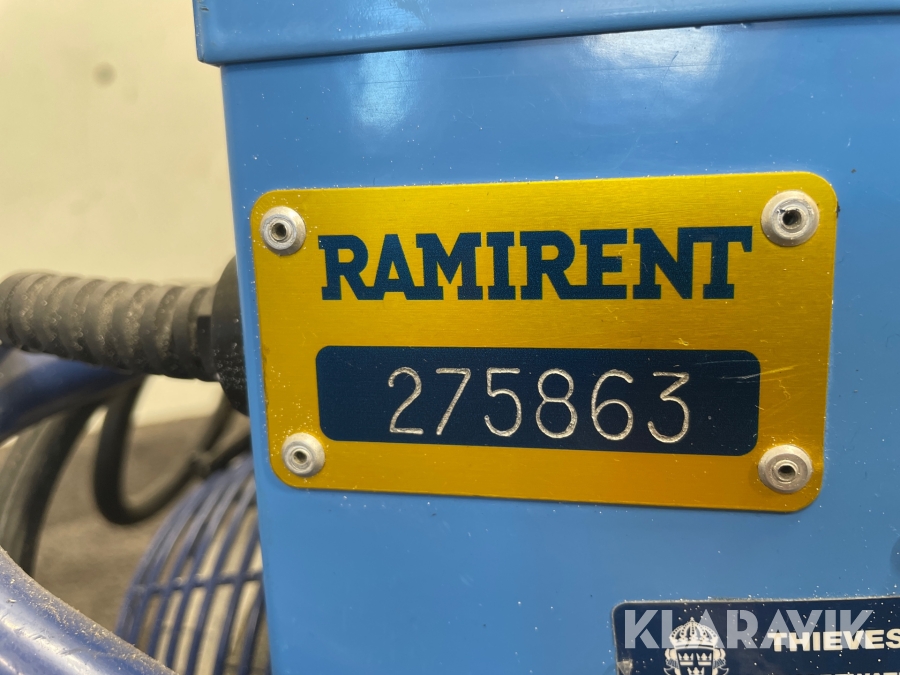 RAMIRENT
275863
KLARAVIK
THIEVES